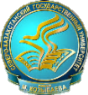 СЕВЕРО-КАЗАХСТАНСКИЙ ГОСУДАРСТВЕННЫЙ УНИВЕРСИТЕТ
М. КОЗЫБАЕВА